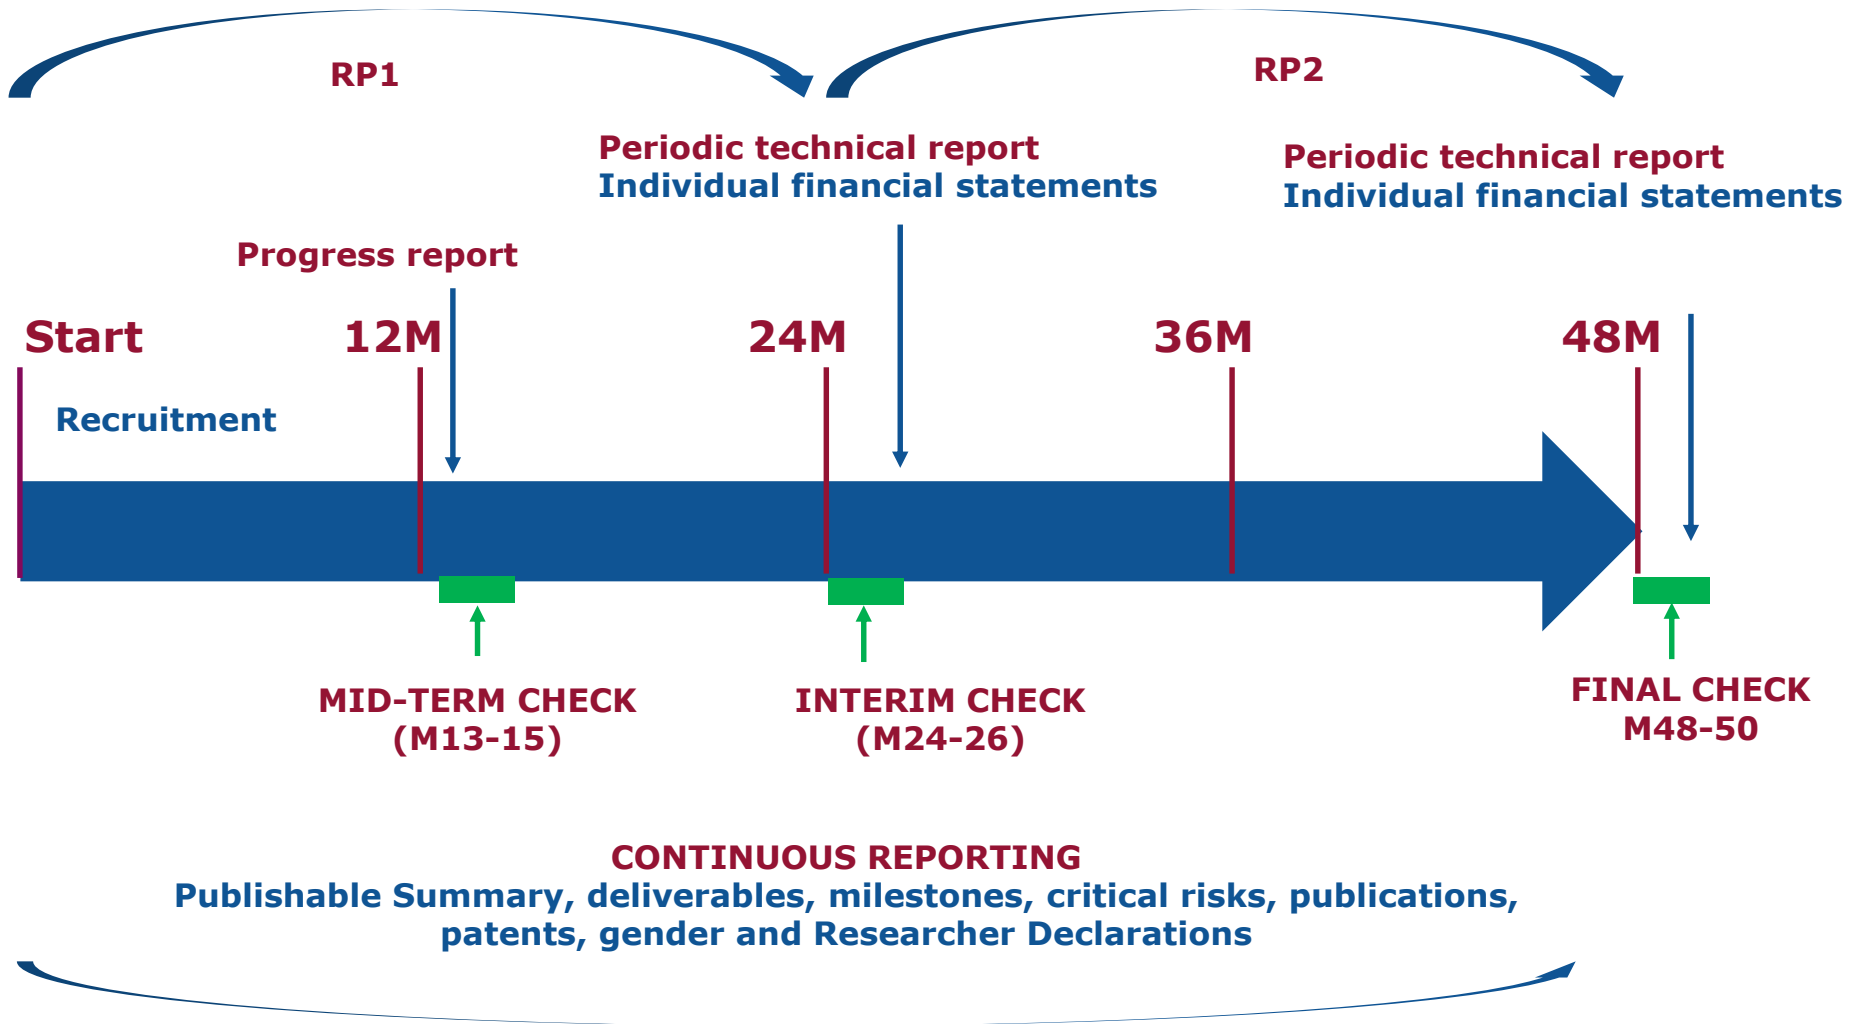 RP1
RP2
Periodic technical report
Individual financial statements
Periodic technical report
Individual financial statements
Progress report
Start
12M
24M
36M
48M
Recruitment
MID-TERM CHECK
(M13-15)
INTERIM CHECK
(M24-26)
FINAL CHECK
M48-50
CONTINUOUS REPORTING
Publishable Summary, deliverables, milestones, critical risks, publications,
patents, gender and Researcher Declarations